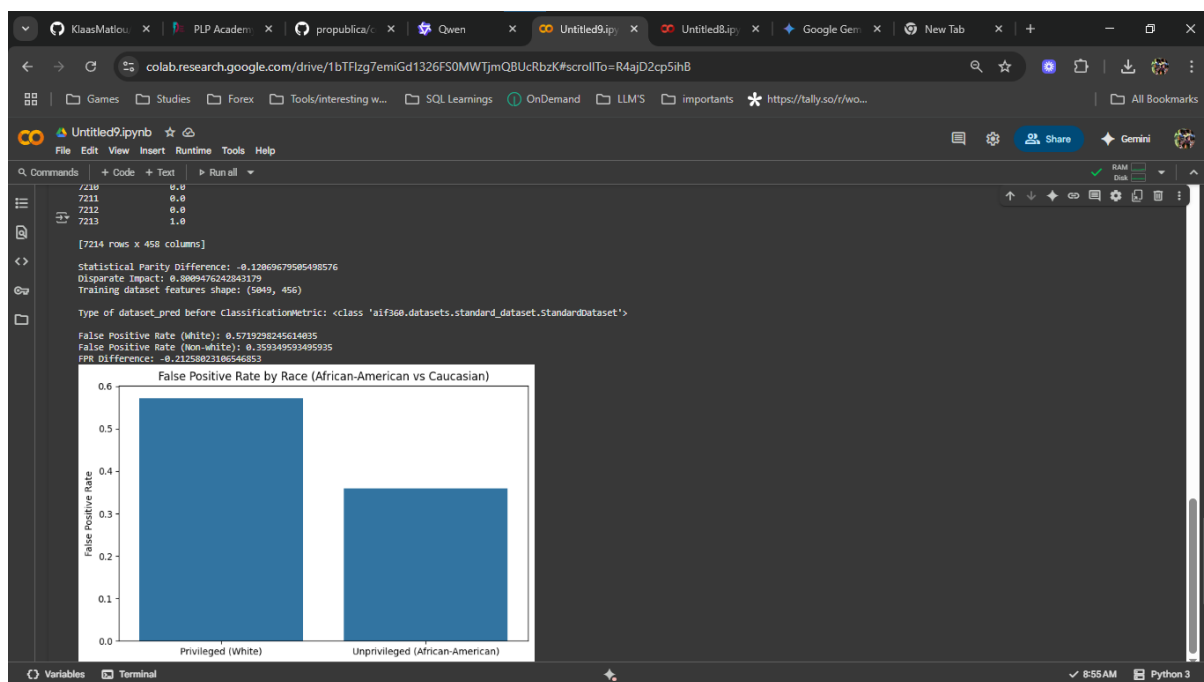 KlaasMatlou
PLP Academ
propublica/c
Qwen
Untitled9.ip
Untitled8.ip
Google Gem
New Tab
colab.research.google.com/drive/1bTFIzg7emiGd1326FS0MWTjmQBUcRbzK#scrollTo=R4ajD2cp5ihB
Games
Studies
Forex
Tools/interesting w...
SQL Learnings
OnDemand
LLM'S
importants
https://tally.so/r/wo...
All Bookmarks
Untitled9.ipynb
File Edit View Insert Runtime Tools Help
Share
Gemini
Commands + Code + Text Run all
RAM
Disk
7210 0.0
7211 0.0
7212 0.0
7213 1.0
[7214 rows x 458 columns]
Statistical Parity Difference: -0.12069679505498576
Disparate Impact: 0.8009476242843179
Training dataset features shape: (5049, 456)
Type of dataset_pred before ClassificationMetric: <class 'aif360.datasets.standard_dataset.StandardDataset'>
False Positive Rate (White): 0.5719298245614035
False Positive Rate (Non-white): 0.359349593495935
FPR Difference: -0.21258023106546853
False Positive Rate by Race (African-American vs Caucasian)
False Positive Rate
0.6
0.5
0.4
0.3
0.2
0.1
0.0
Privileged (White)
Unprivileged (African-American)
Variables
Terminal
8:55 AM
Python 3